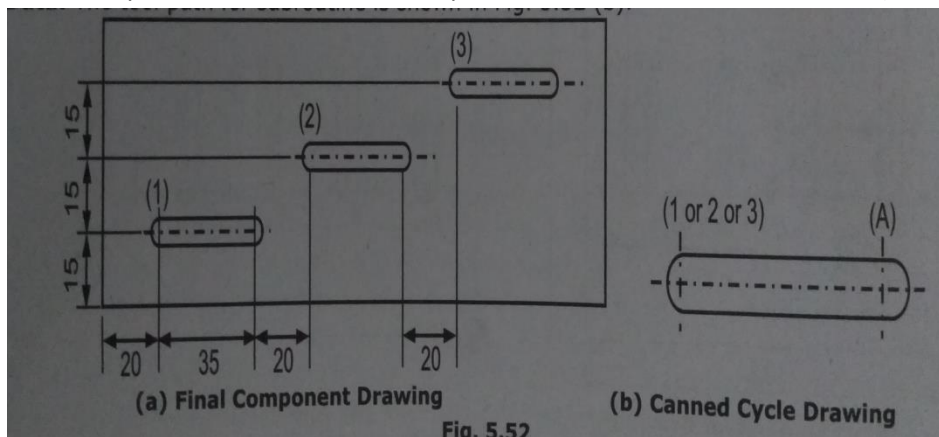 (3)
15
(2)
15
(1)
15
20
35
20
20
(1 or 2 or 3)
(A)
(a) Final Component Drawing
(b) Canned Cycle Drawing
Fig. 5.52